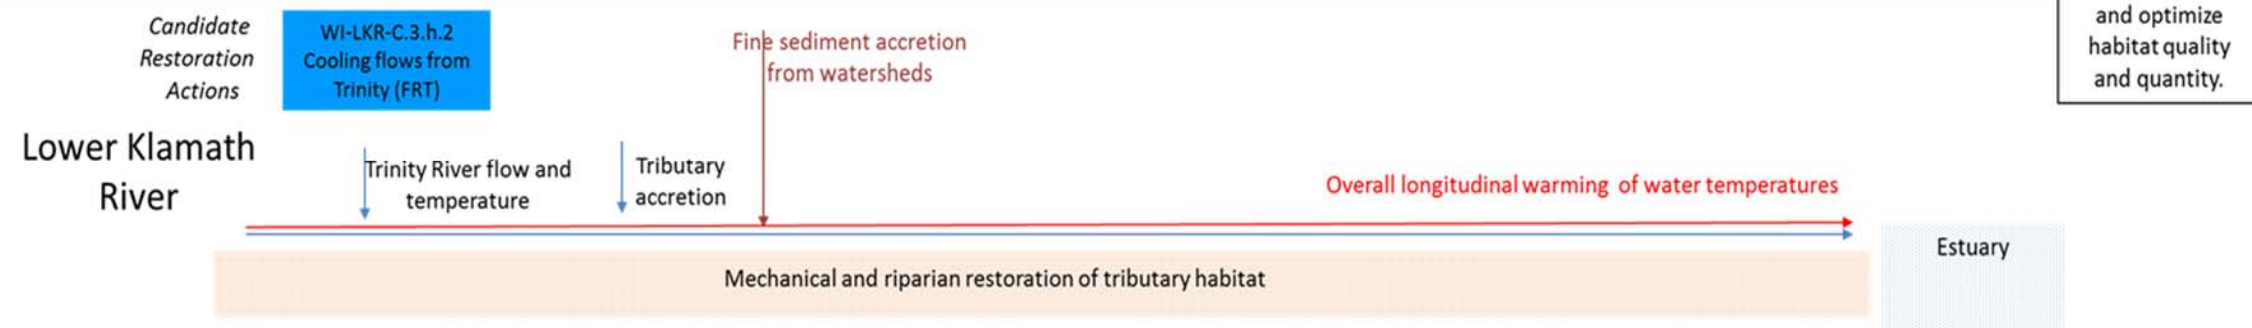 Candidate
Restoration
Actions
WI-LKR-C.3.h.2
Cooling flows from
Trinity (FRT)
Fine sediment accretion
from watersheds
and optimize
habitat quality
and quantity.
Lower Klamath
River
Trinity River flow and
temperature
Tributary
accretion
Overall longitudinal warming of water temperatures
Estuary
Mechanical and riparian restoration of tributary habitat